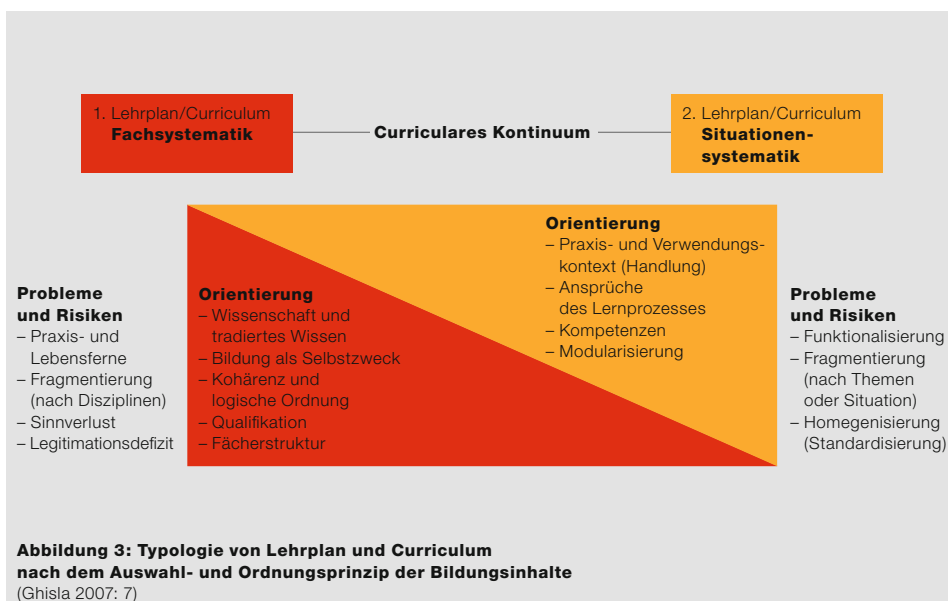 1. Lehrplan/Curriculum
Fachsystematik
Curriculares Kontinuum
2. Lehrplan/Curriculum
Situationen-
systematik
Probleme
und Risiken
– Praxis- und
Lebensferne
– Fragmentierung
(nach Disziplinen)
– Sinnverlust
– Legitimationsdefizit
Orientierung
– Wissenschaft und
tradiertes Wissen
– Bildung als Selbstzweck
– Kohärenz und
logische Ordnung
– Qualifikation
– Fächerstruktur
Orientierung
– Praxis- und Verwendungs-
kontext (Handlung)
– Ansprüche
des Lernprozesses
– Kompetenzen
– Modularisierung
Probleme
und Risiken
– Funktionalisierung
– Fragmentierung
(nach Themen
oder Situation)
– Homegenisierung
(Standardisierung)
Abbildung 3: Typologie von Lehrplan und Curriculum
nach dem Auswahl- und Ordnungsprinzip der Bildungsinhalte
(Ghisla 2007: 7)